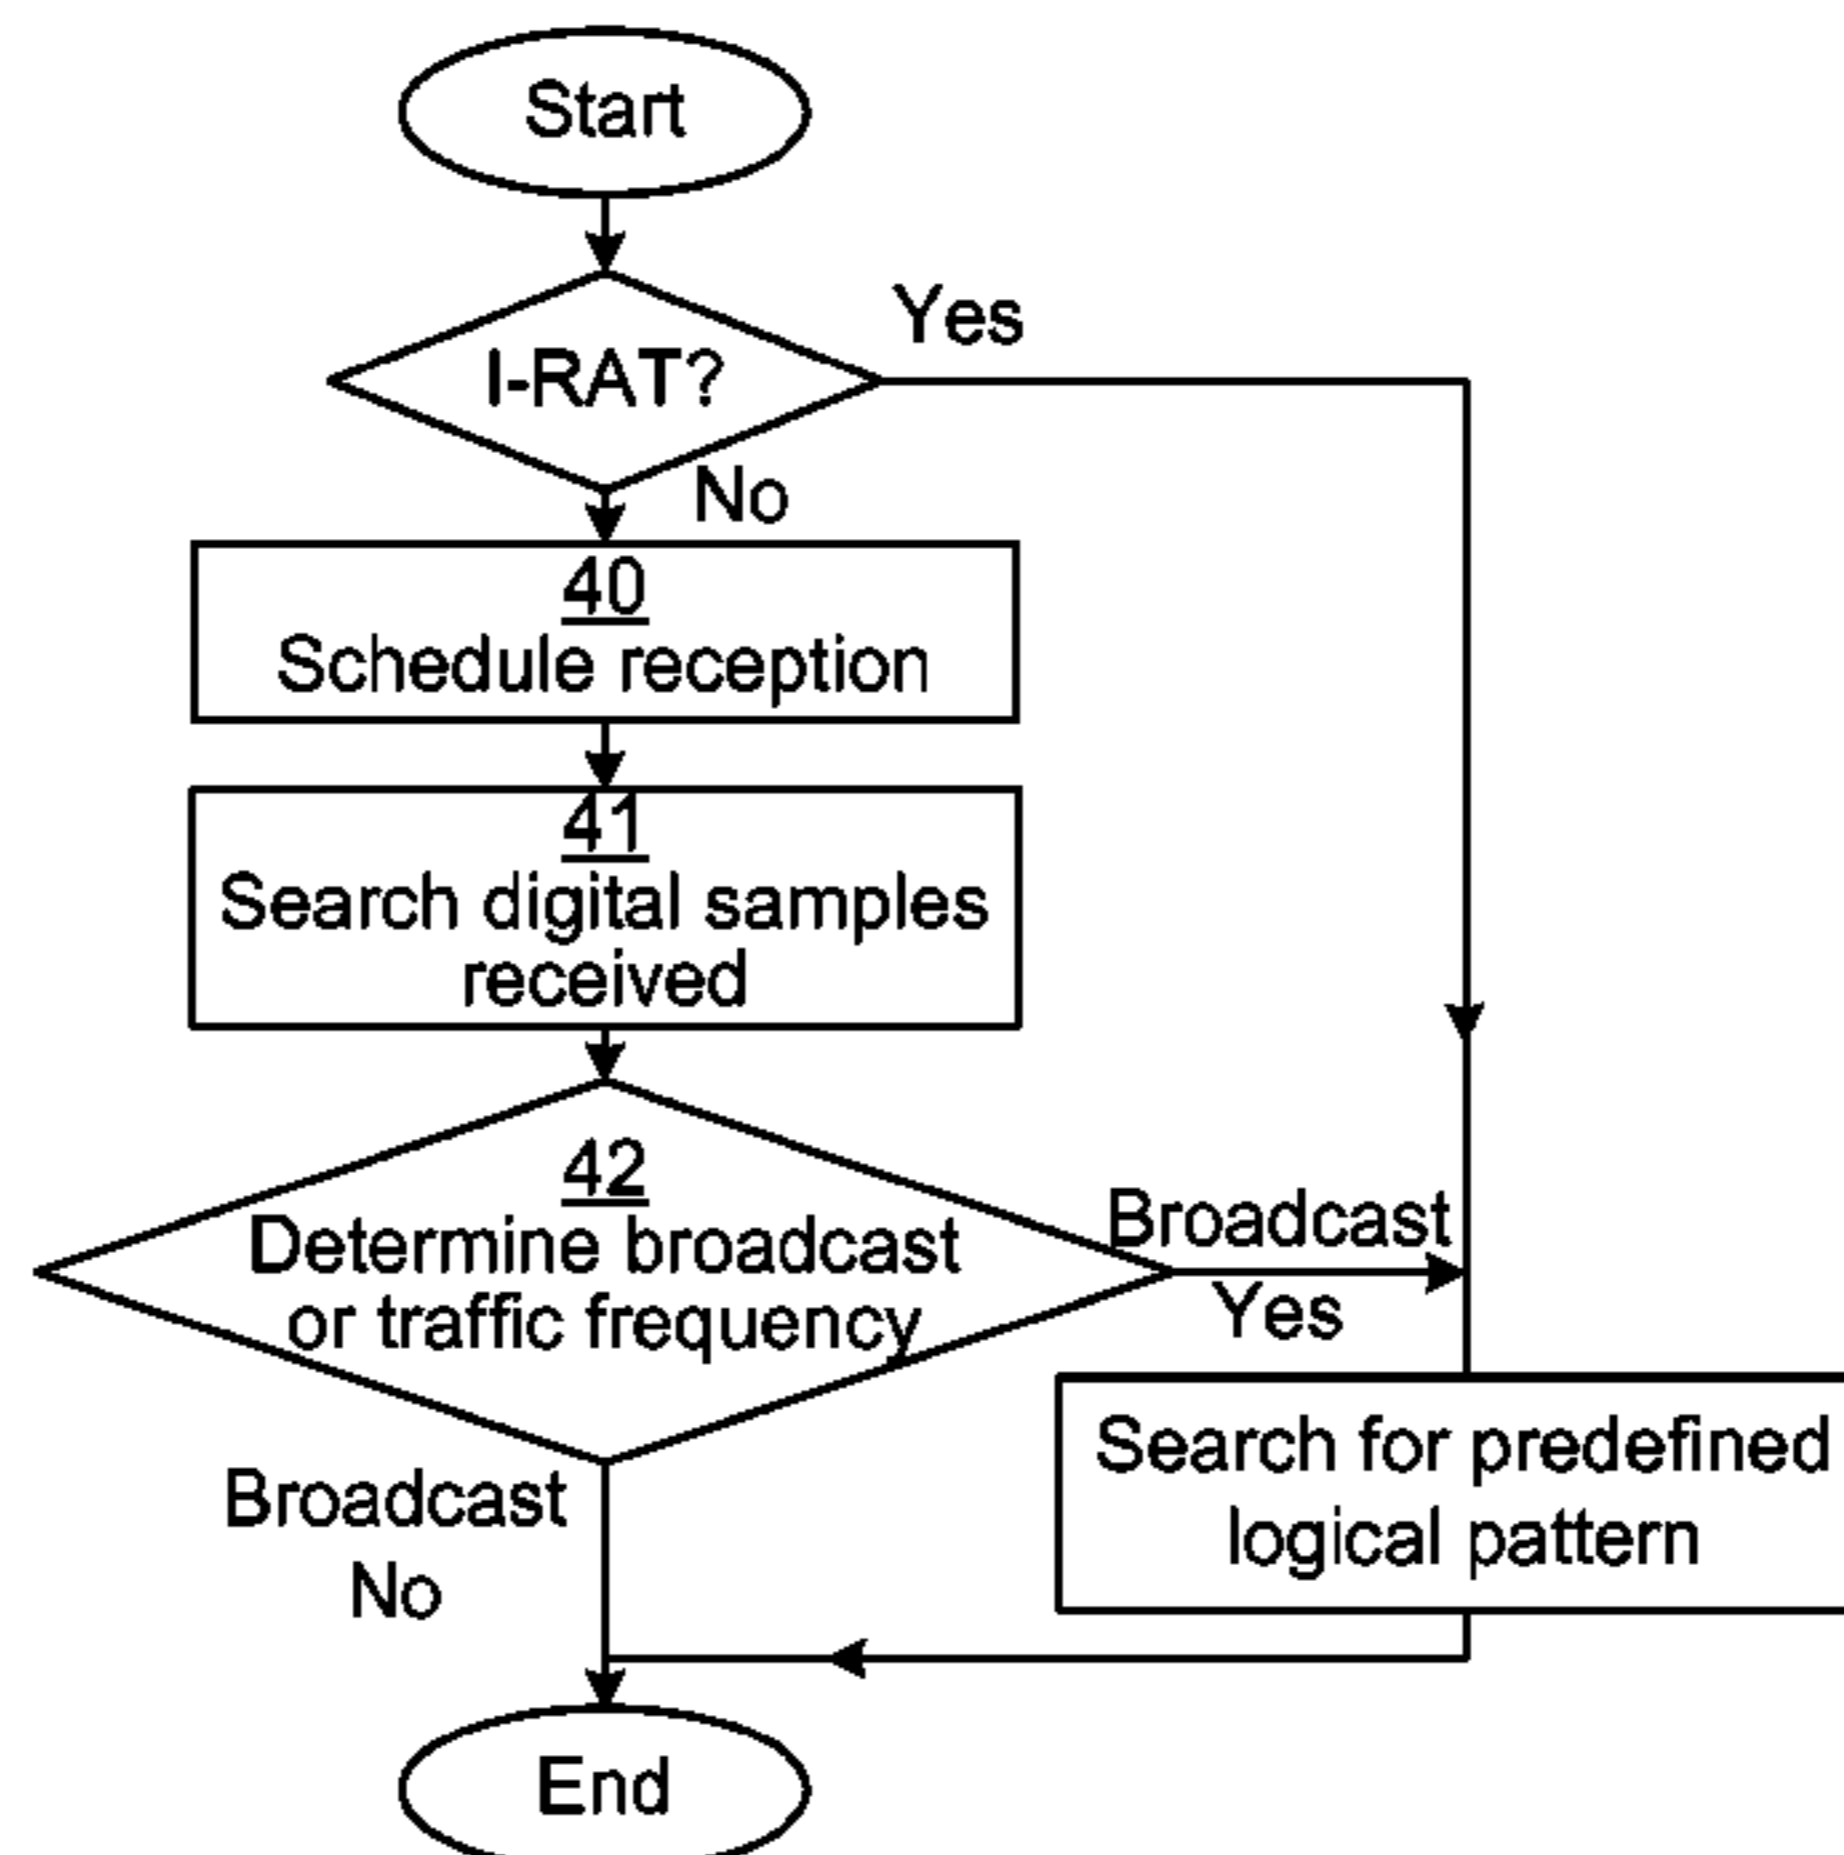 Start
I-RAT?
Yes
No
40
Schedule reception
41
Search digital samples
received
42
Determine broadcast
or traffic frequency
Broadcast
Yes
Search for predefined
logical pattern
Broadcast
No
End